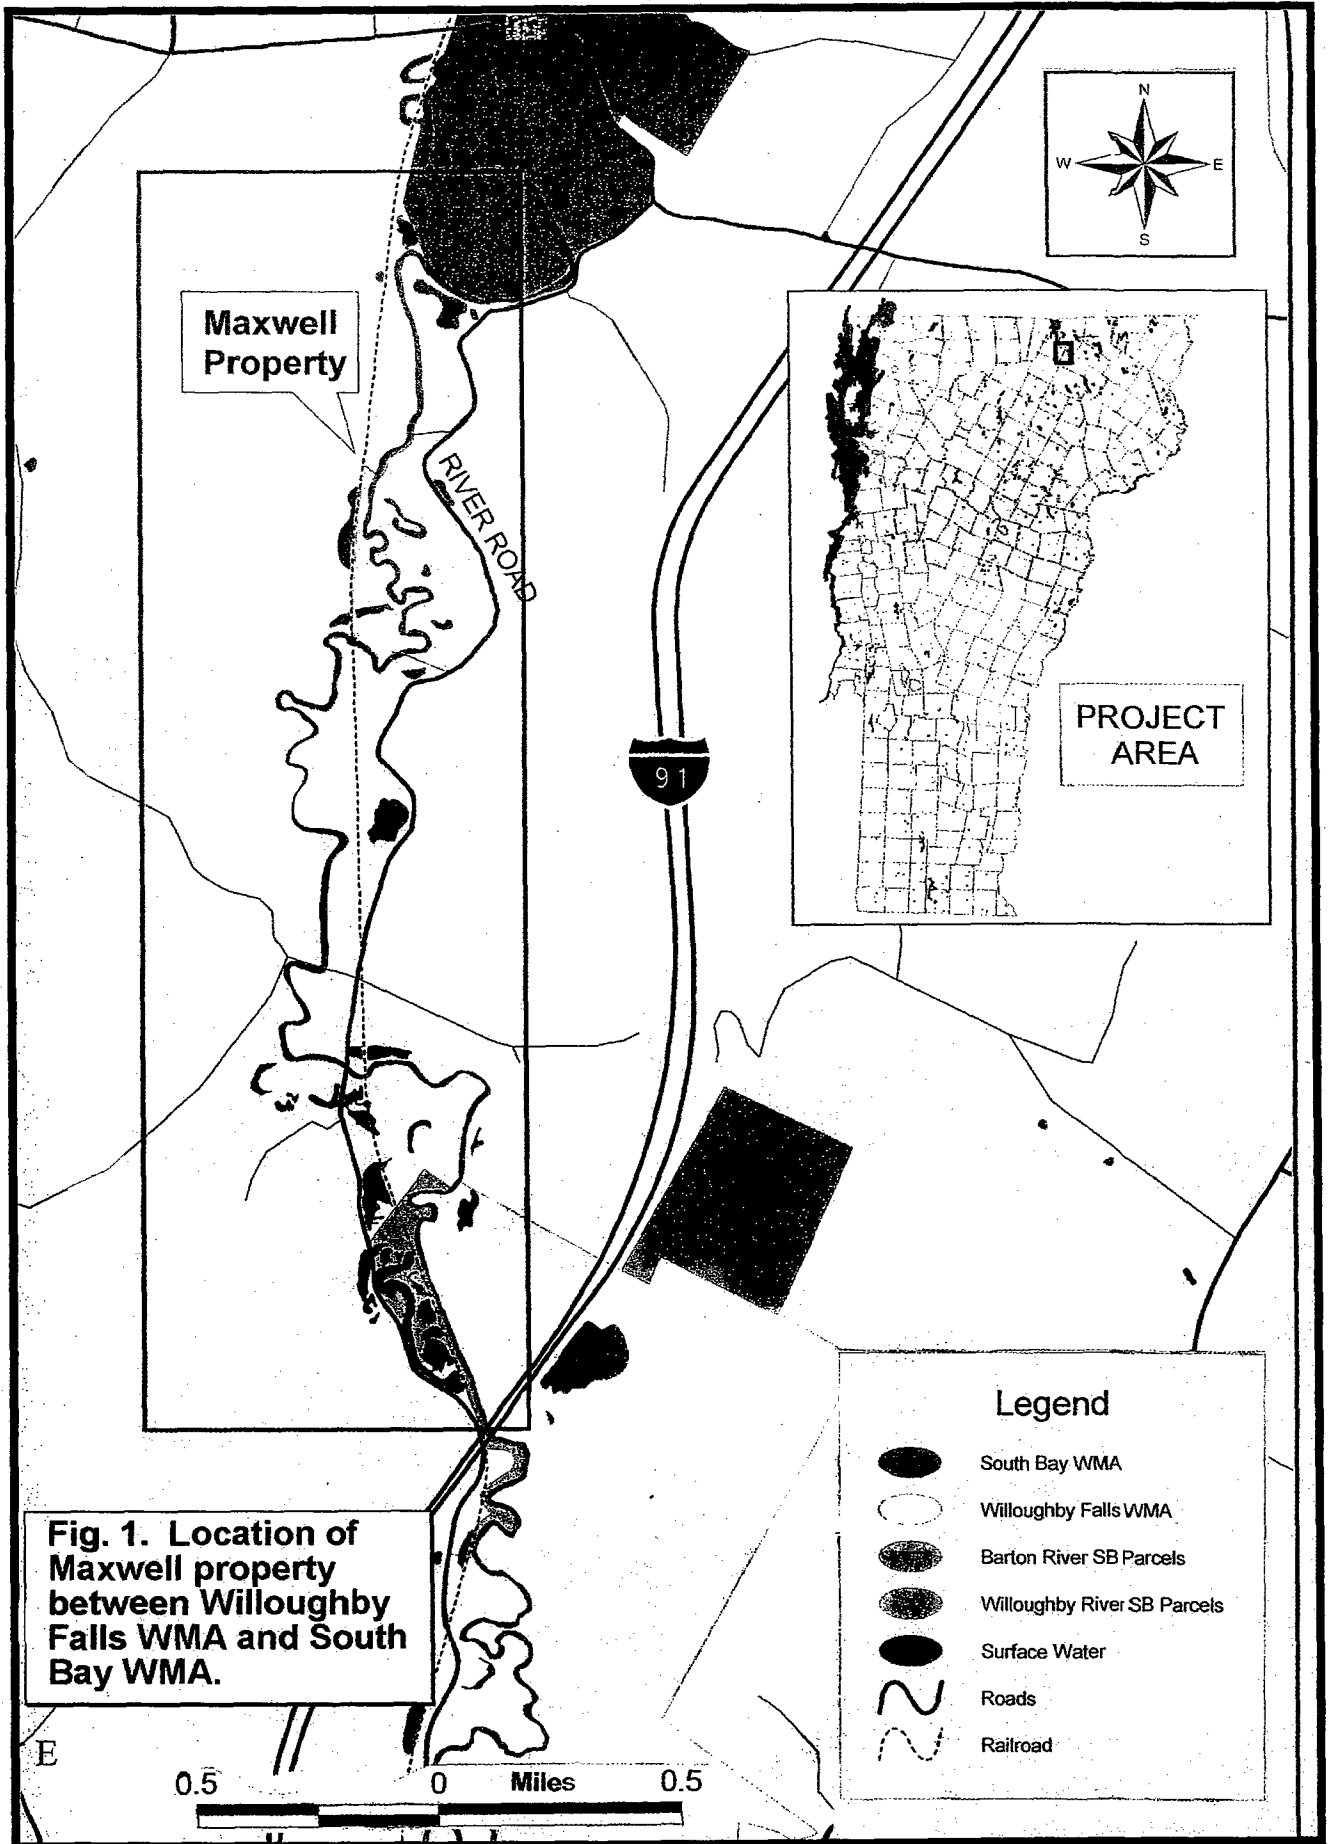 N
W E
S
Maxwell
Property
RIVER ROAD
91
PROJECT
AREA
Legend
South Bay WMA
Willoughby Falls WMA
Barton River SB Parcels
Willoughby River SB Parcels
Surface Water
Roads
Railroad
Fig. 1. Location of
Maxwell property
between Willoughby
Falls WMA and South
Bay WMA.
E
0.5 0 Miles 0.5